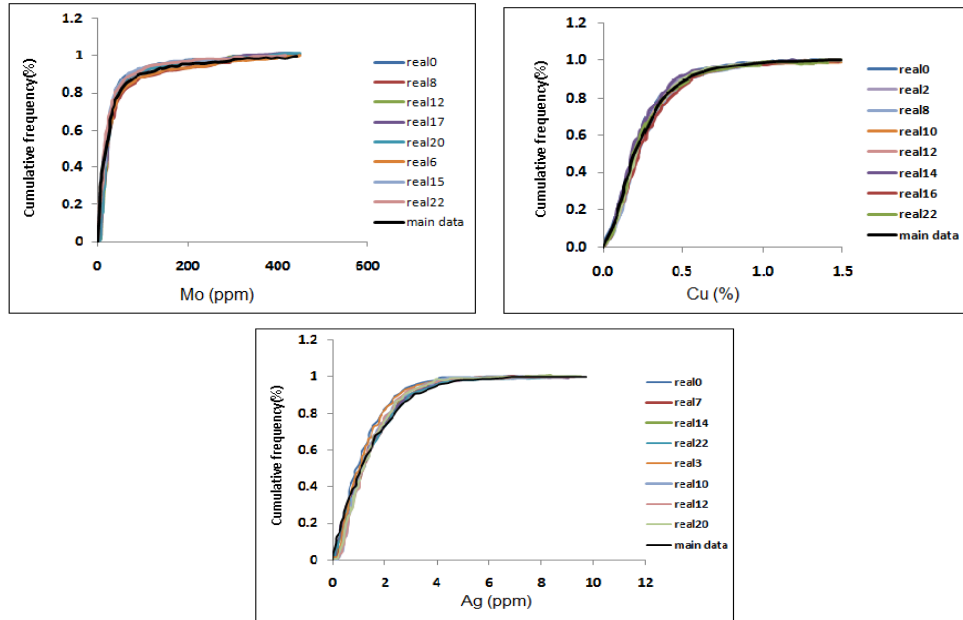 Cumulative frequency(%)
1.2
1
0.8
0.6
0.4
0.2
0
0
200
400
600
Mo (ppm)
real0
real8
real12
real17
real20
real6
real15
real22
main data
Cumulative frequency(%)
1.2
1.0
0.8
0.6
0.4
0.2
0.0
0.0
0.5
1.0
1.5
Cu (%)
real0
real2
real8
real10
real12
real14
real16
real22
main data
Cumulative frequency(%)
1.2
1
0.8
0.6
0.4
0.2
0
0
2
4
6
8
10
12
Ag (ppm)
real0
real7
real14
real22
real3
real10
real12
real20
main data